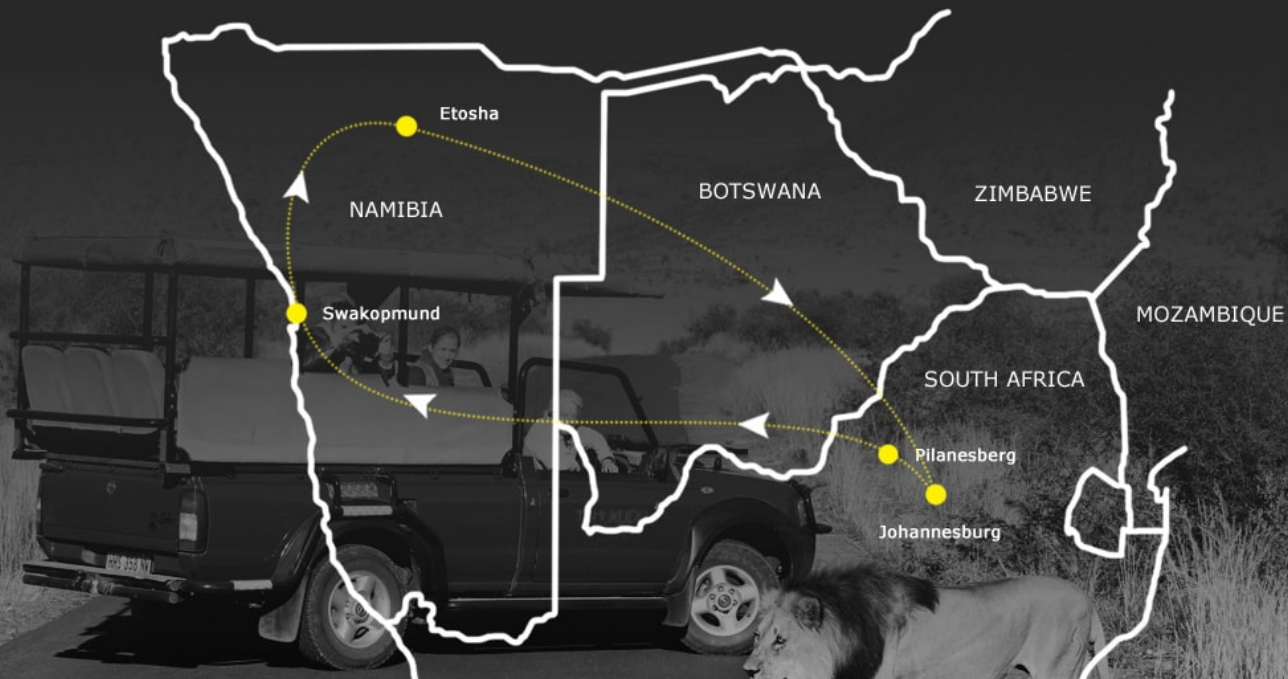 Etosha
NAMIBIA
BOTSWANA
ZIMBABWE
Swakopmund
MOZAMBIQUE
SOUTH AFRICA
Pilanesberg
Johannesburg